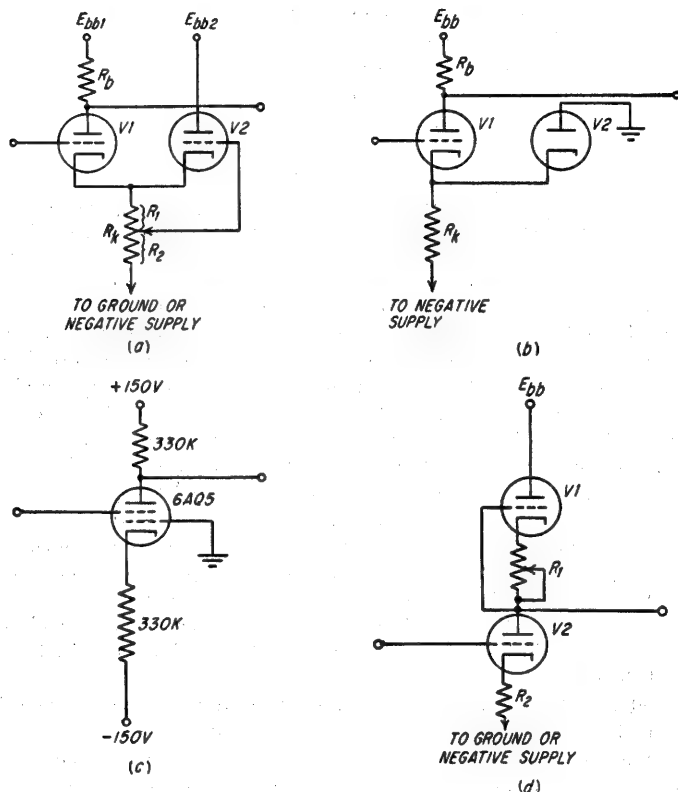 Ebb1
Ebb2
Rb
V1
V2
Rk
R1
R2
TO GROUND OR
NEGATIVE SUPPLY
(a)
Ebb
Rb
V1
V2
Rk
TO NEGATIVE
SUPPLY
(b)
+150V
330K
6AQ5
330K
-150V
(c)
Ebb
V1
R1
V2
R2
TO GROUND OR
NEGATIVE SUPPLY
(d)